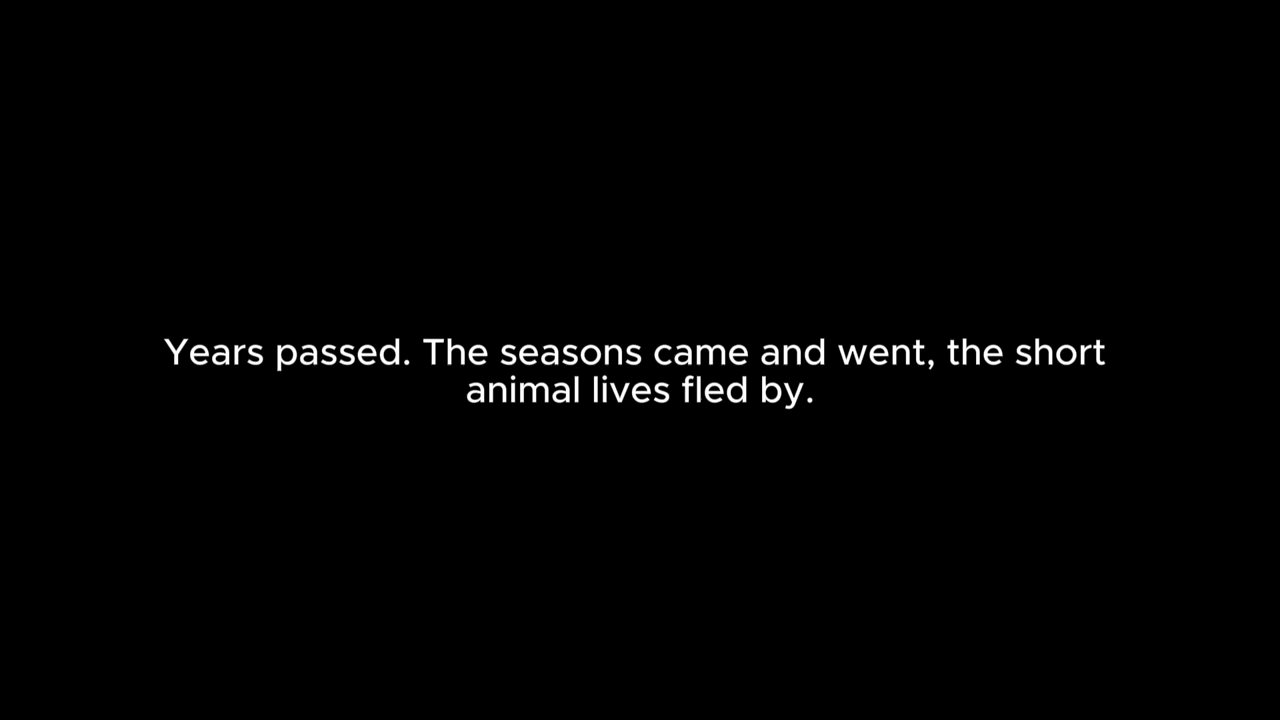 Years passed. The seasons came and went, the short
animal lives fled by.